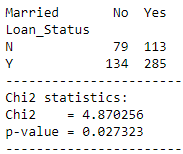 Married No Yes
Loan_Status
N 79 113
Y 134 285
------------------------
Chi2 statistics:
Chi2 = 4.870256
p-value = 0.027323
------------------------